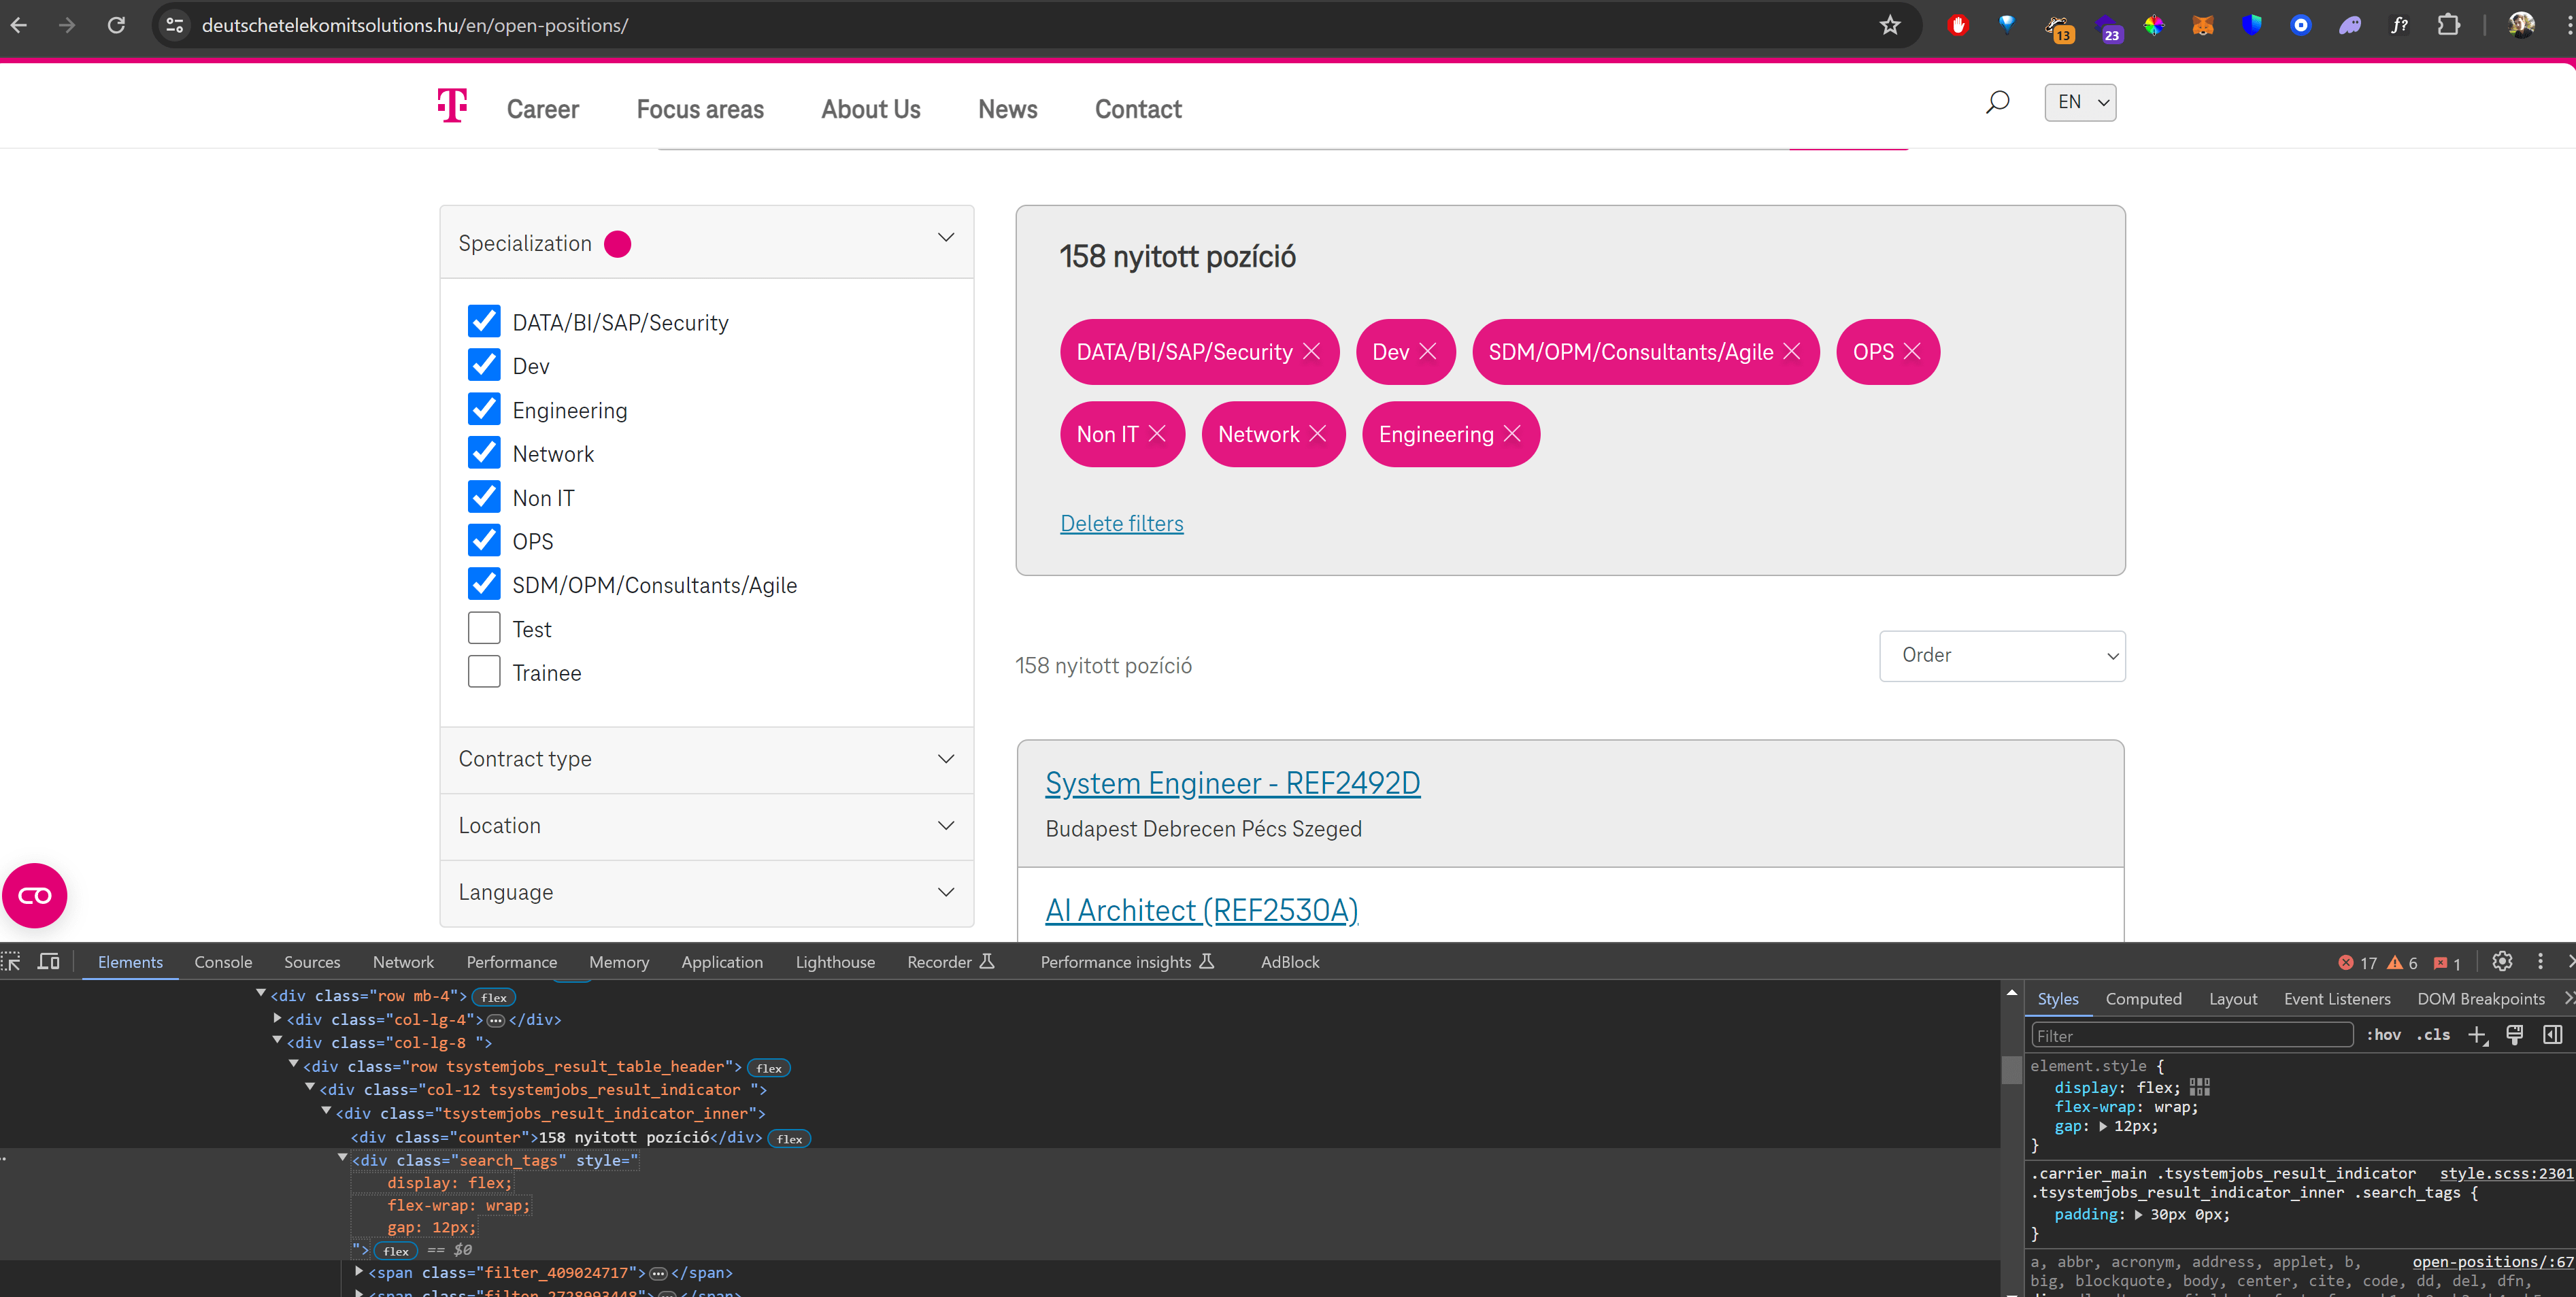 deutschetelekomitsolutions.hu/en/open-positions/
13
23
f?
T
Career
Focus areas
About Us
News
Contact
EN
Specialization
DATA/BI/SAP/Security
Dev
Engineering
Network
Non IT
OPS
SDM/OPM/Consultants/Agile
Test
Trainee
Contract type
Location
Language
158 nyitott pozíció
DATA/BI/SAP/Security Dev SDM/OPM/Consultants/Agile OPS
Non IT Network Engineering
Delete filters
158 nyitott pozíció
Order
System Engineer - REF2492D
Budapest Debrecen Pécs Szeged
AI Architect (REF2530A)
Elements Console Sources Network Performance Memory Application Lighthouse Recorder Performance insights AdBlock
17 6 1
<div class="row mb-4"> flex
<div class="col-lg-4"> … </div>
<div class="col-lg-8 ">
<div class="row tsystemjobs_result_table_header"> flex
<div class="col-12 tsystemjobs_result_indicator ">
<div class="tsystemjobs_result_indicator_inner">
<div class="counter">158 nyitott pozíció</div> flex
<div class="search_tags" style="
display: flex;
flex-wrap: wrap;
gap: 12px;
"> flex == $0
<span class="filter_409024717"> … </span>
<span class="filter_2728993448"> … </span>
Styles Computed Layout Event Listeners DOM Breakpoints
Filter :hov .cls
element.style {
display: flex;
flex-wrap: wrap;
gap: 12px;
}
.carrier_main .tsystemjobs_result_indicator style.scss:2301
.tsystemjobs_result_indicator_inner .search_tags {
padding: 30px 0px;
}
a, abbr, acronym, address, applet, b, open-positions/:67
big, blockquote, body, center, cite, code, dd, del, dfn,